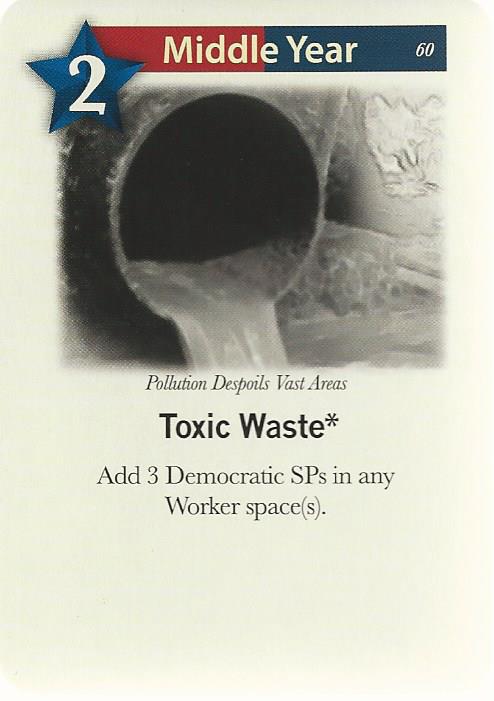 2
Middle Year
60
Pollution Despoils Vast Areas
Toxic Waste*
Add 3 Democratic SPs in any
Worker space(s).